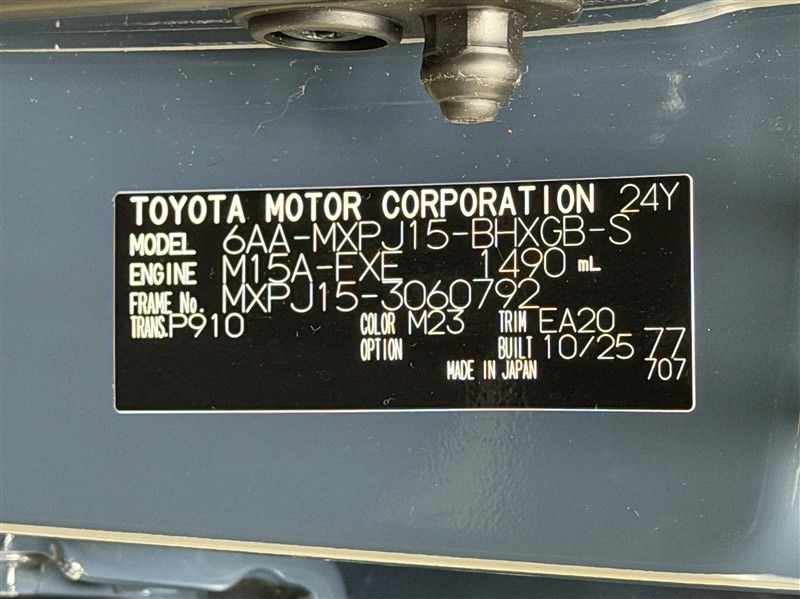 TOYOTA MOTOR CORPORATION 24Y
MODEL 6AA-MXPJ15-BHXGB-S
ENGINE M15A-FXE 1490 mL
FRAME No. MXPJ15-3060792
TRANS. P910 COLOR M23 TRIM EA20
OPTION BUILT 10/25 77
MADE IN JAPAN 707